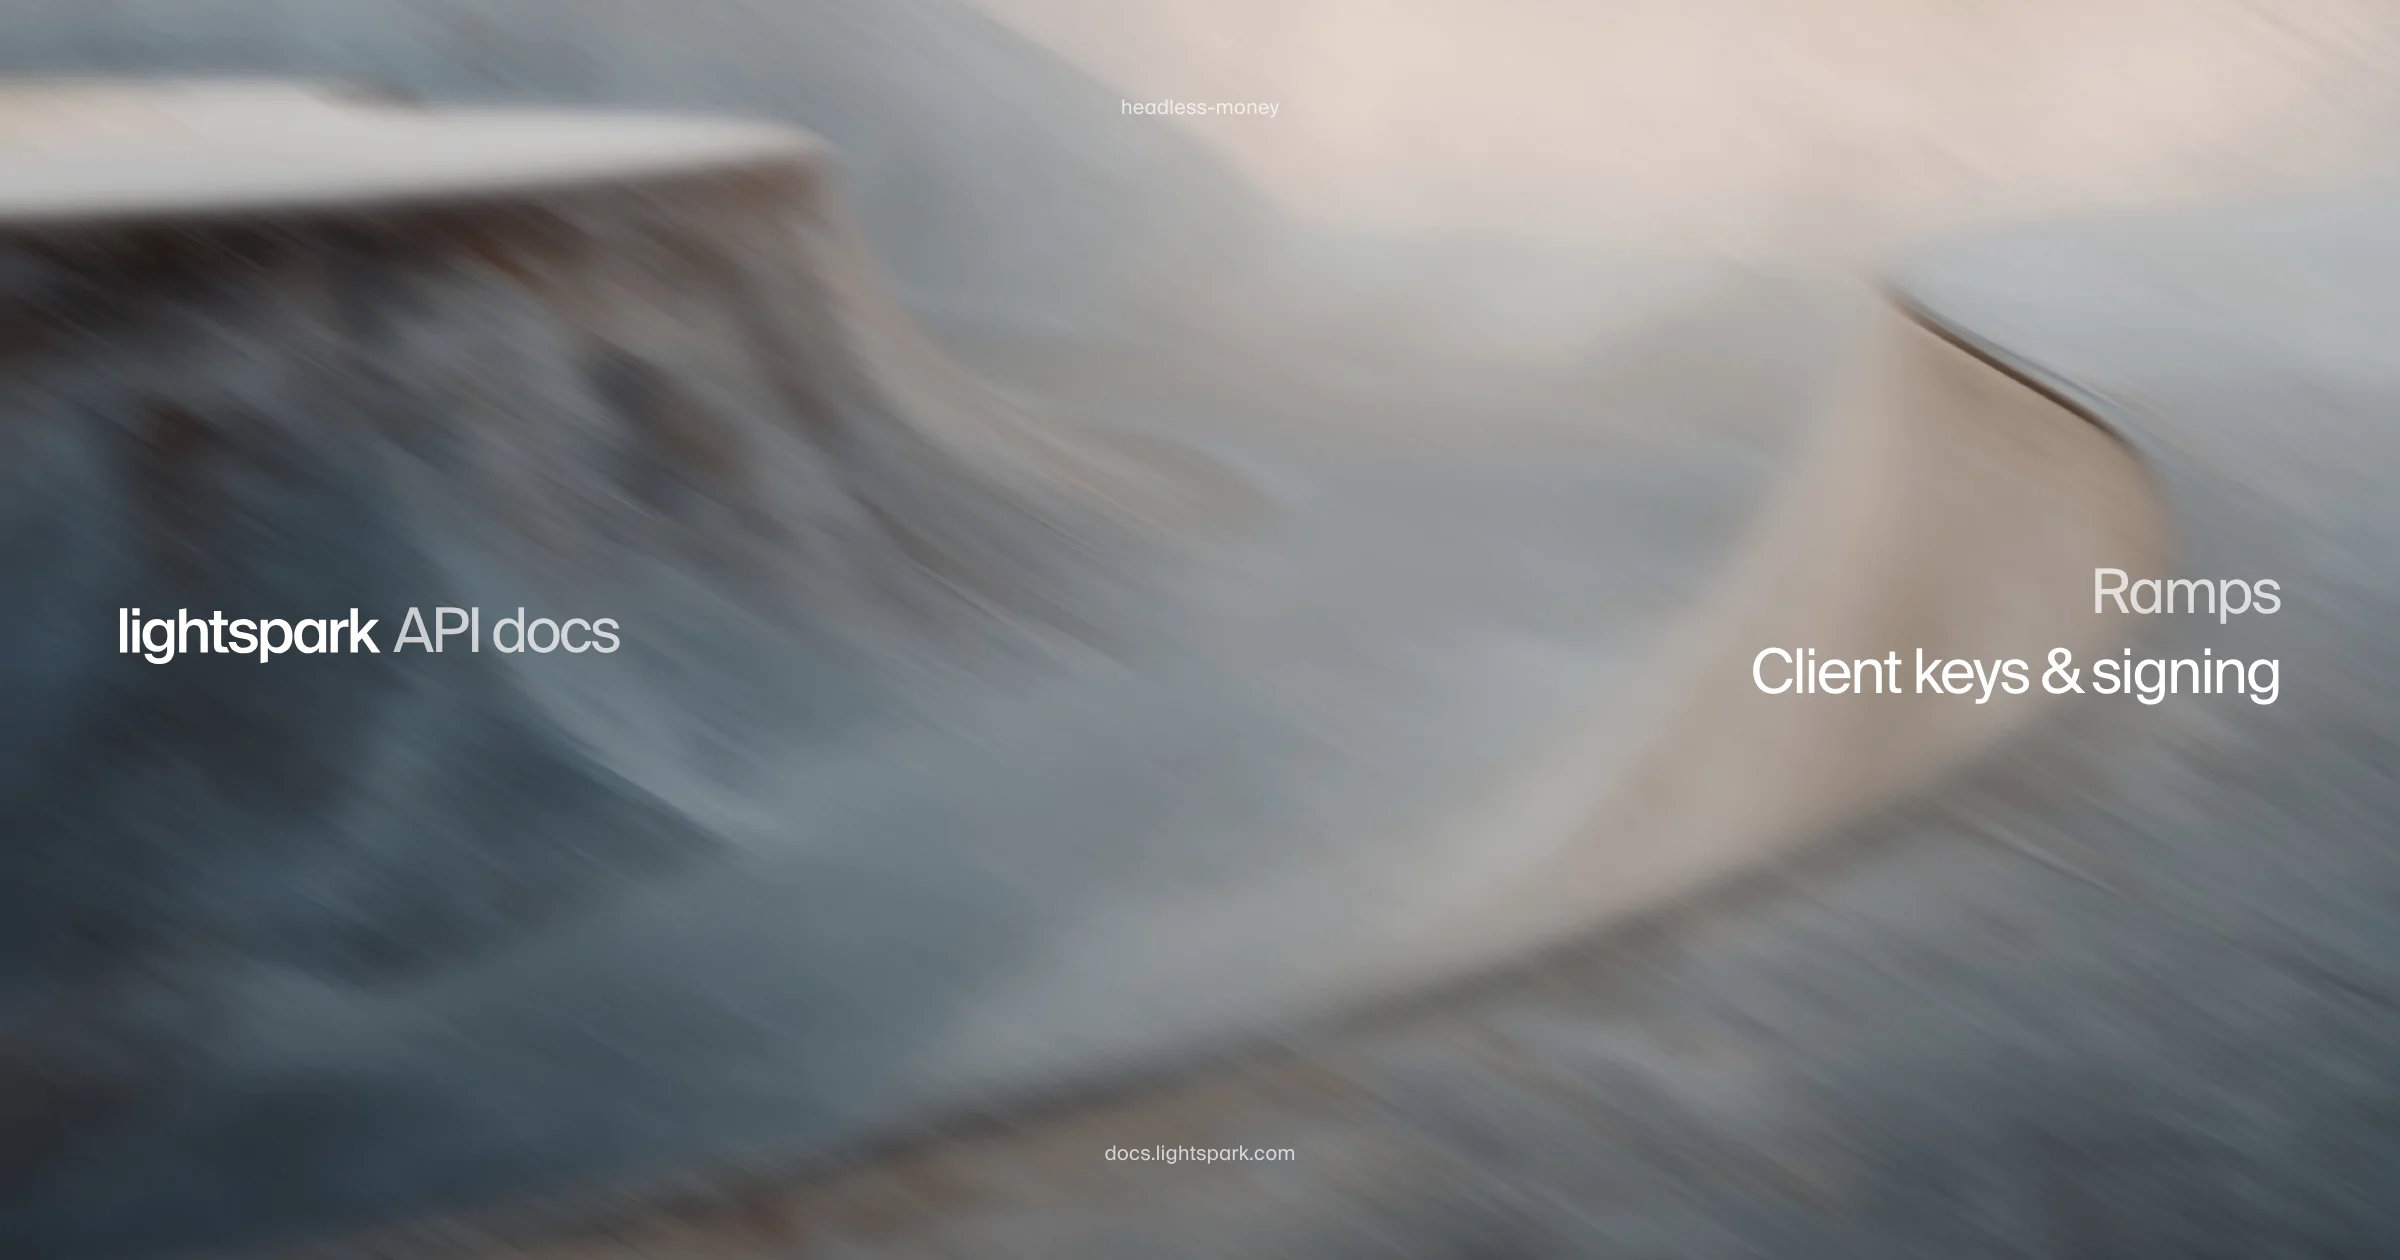 headless-money
lightspark API docs
Ramps
Client keys & signing
docs.lightspark.com